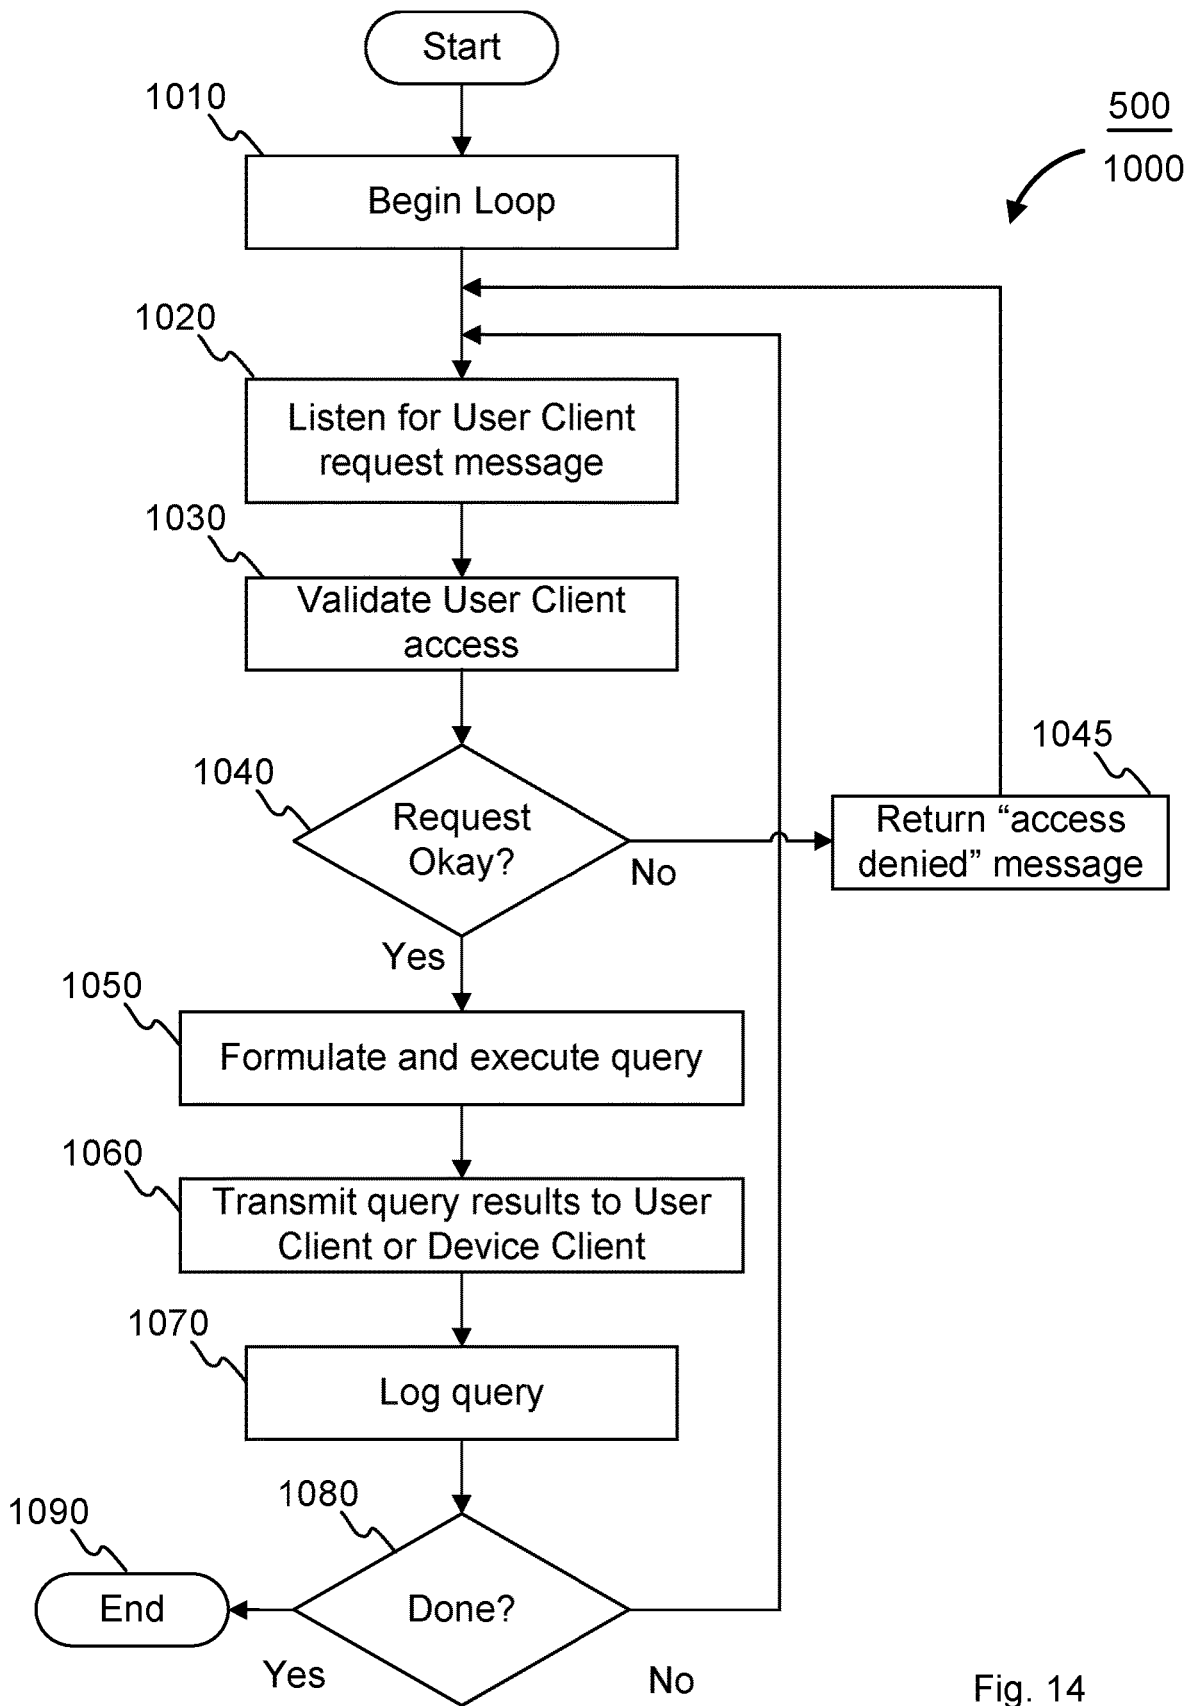 Start
1010
500
1000
Begin Loop
1020
Listen for User Client
request message
1030
Validate User Client
access
1040
Request
Okay?
No
1045
Return “access
denied” message
Yes
1050
Formulate and execute query
1060
Transmit query results to User
Client or Device Client
1070
Log query
1080
1090
End
Done?
Yes
No
Fig. 14